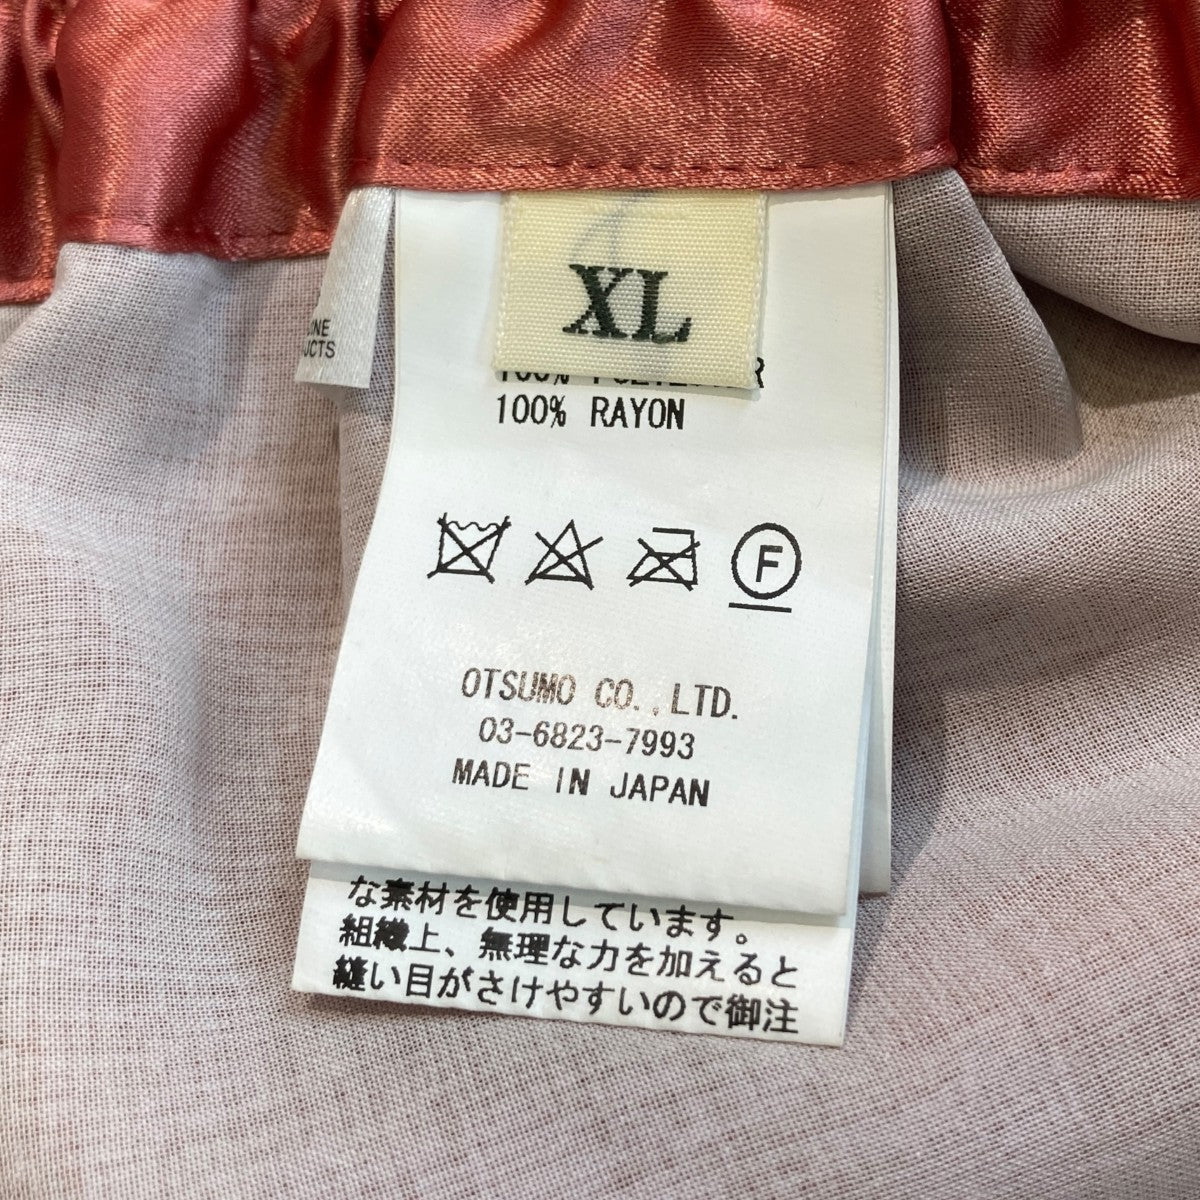 XL
100%
100% RAYON
F
OTSUMO CO.,LTD.
03-6823-7993
MADE IN JAPAN
な素材を使用しています。
組織上、無理な力を加えると
縫い目がさけやすいので御注